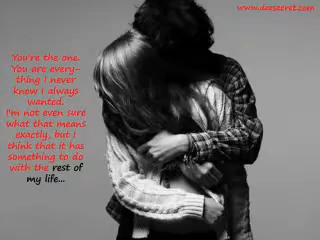 www.dassecret.com
You're the one.
You are every-
thing I never
knew I always
wanted.
I'm not even sure
what that means
exactly, but I
think that it has
something to do
with the rest of
my life...